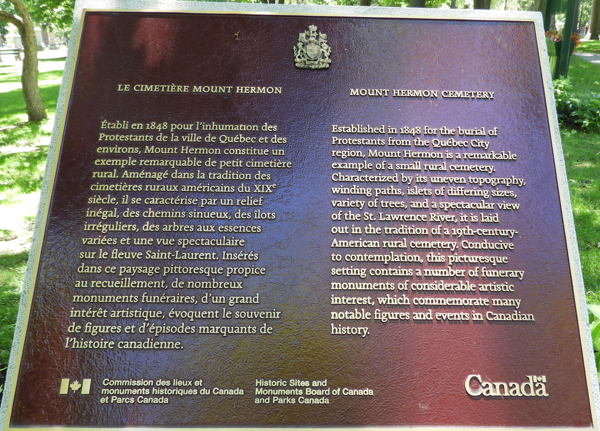 LE CIMETIÈRE MOUNT HERMON
Établi en 1848 pour l'inhumation des
Protestants de la ville de Québec et des
environs, Mount Hermon constitue un
exemple remarquable de petit cimetière
rural. Aménagé dans la tradition des
cimetières ruraux américains du XIXe
siècle, il se caractérise par un relief
inégal, des chemins sinueux, des îlots
irréguliers, des arbres aux essences
variées et une vue spectaculaire
sur le fleuve Saint-Laurent. Insérés
dans ce paysage pittoresque propice
au recueillement, de nombreux
monuments funéraires, d'un grand
intérêt artistique, évoquent le souvenir
de figures et d'épisodes marquants de
l'histoire canadienne.
MOUNT HERMON CEMETERY
Established in 1848 for the burial of
Protestants from the Québec City
region, Mount Hermon is a remarkable
example of a small rural cemetery.
Characterized by its uneven topography,
winding paths, islets of differing sizes,
variety of trees, and a spectacular view
of the St. Lawrence River, it is laid
out in the tradition of a 19th-century-
American rural cemetery. Conducive
to contemplation, this picturesque
setting contains a number of funerary
monuments of considerable artistic
interest, which commemorate many
notable figures and events in Canadian
history.
Commission des lieux et
monuments historiques du Canada
et Parcs Canada
Historic Sites and
Monuments Board of Canada
and Parks Canada
Canada